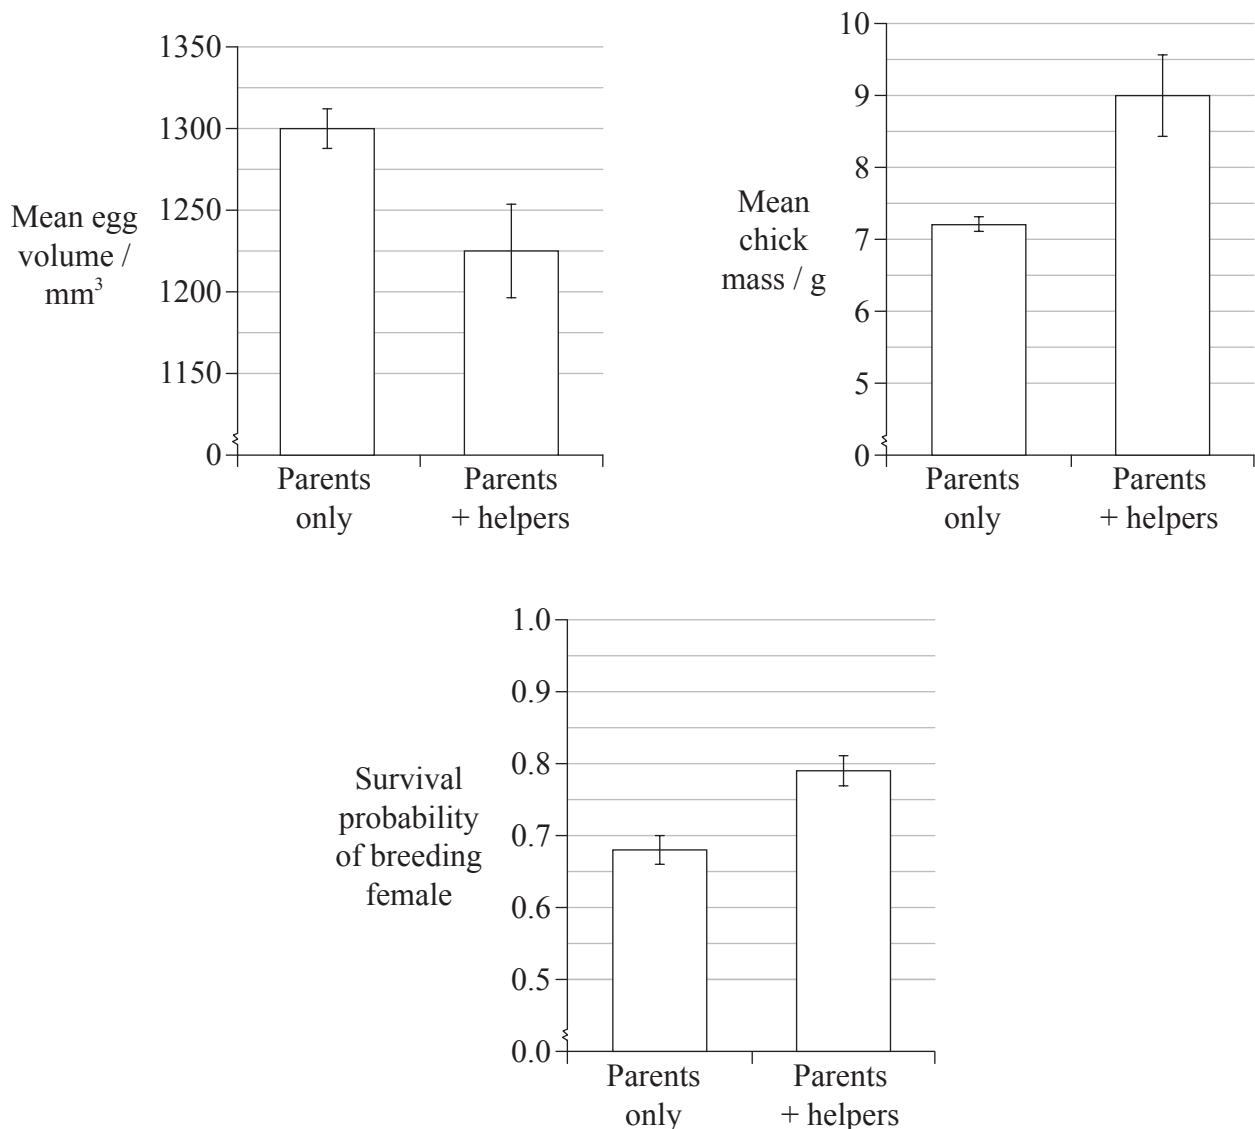 Mean egg
volume /
mm³
1350
1300
1250
1200
1150
0
Parents
only
Parents
+ helpers
Mean
chick
mass / g
10
9
8
7
6
5
0
Parents
only
Parents
+ helpers
Survival
probability
of breeding
female
1.0
0.9
0.8
0.7
0.6
0.5
0.0
Parents
only
Parents
+ helpers